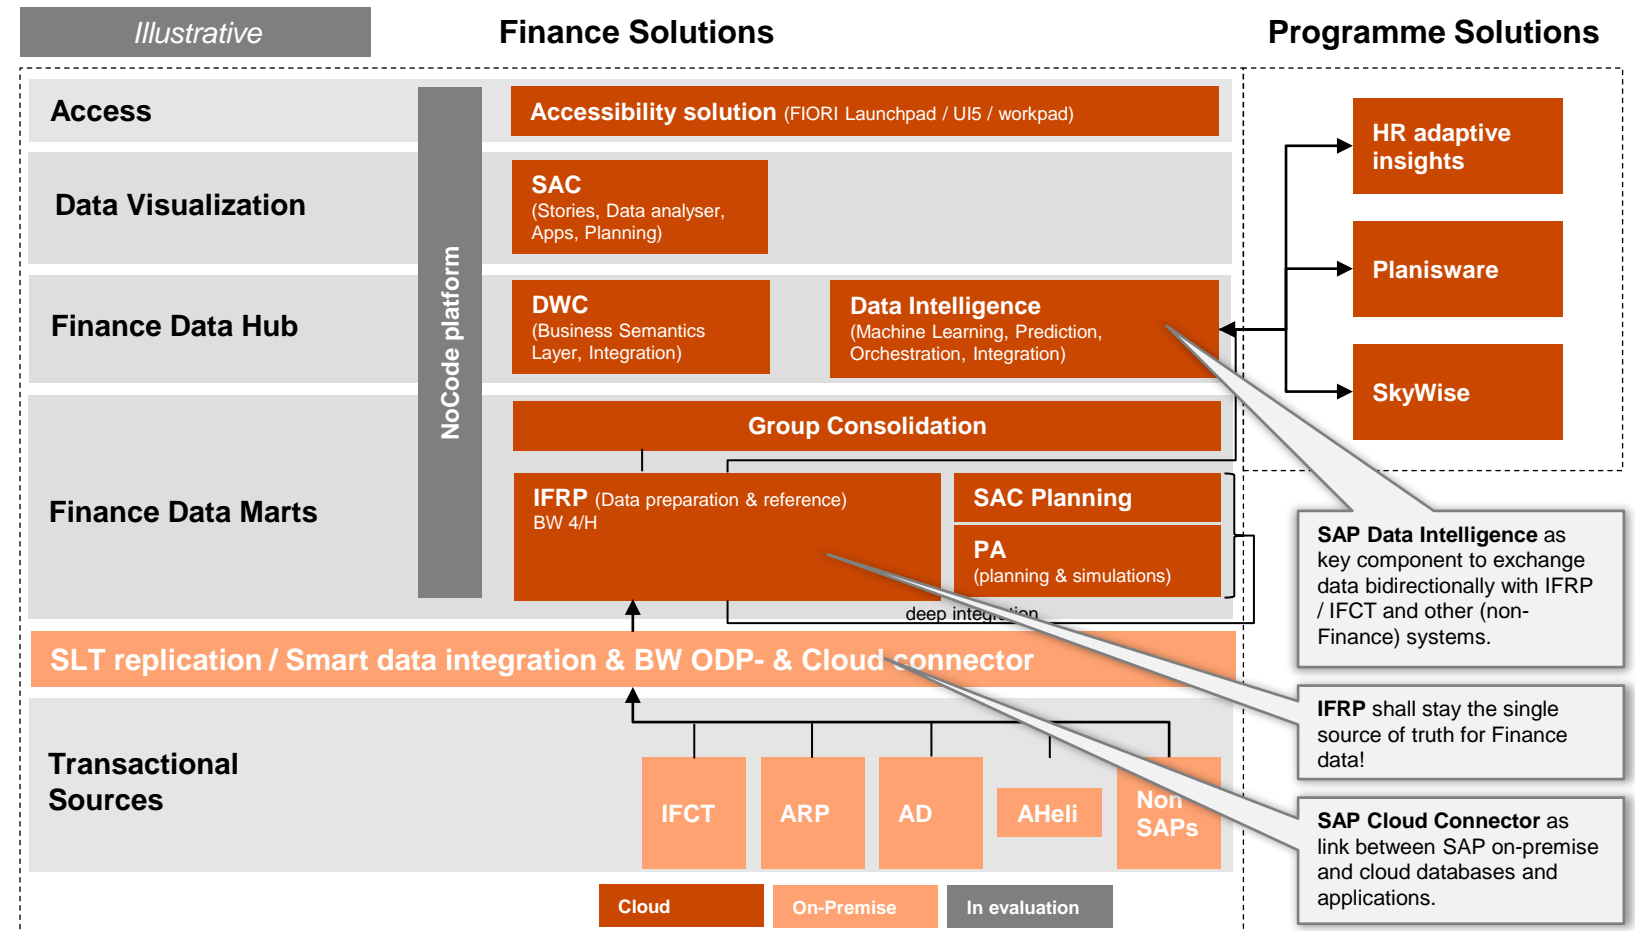 Illustrative
Finance Solutions
Programme Solutions
Access
Accessibility solution (FIORI Launchpad / UI5 / workpad)
HR adaptive
insights
Data Visualization
SAC
(Stories, Data analyser,
Apps, Planning)
NoCode platform
Planisware
Finance Data Hub
DWC
(Business Semantics
Layer, Integration)
Data Intelligence
(Machine Learning, Prediction,
Orchestration, Integration)
SkyWise
Group Consolidation
Finance Data Marts
IFRP (Data preparation & reference)
BW 4/H
SAC Planning
PA
(planning & simulations)
deep integration
SAP Data Intelligence as
key component to exchange
data bidirectionally with IFRP
/ IFCT and other (non-
Finance) systems.
SLT replication / Smart data integration & BW ODP- & Cloud connector
IFRP shall stay the single
source of truth for Finance
data!
Transactional
Sources
IFCT
ARP
AD
AHeli
Non
SAPs
SAP Cloud Connector as
link between SAP on-premise
and cloud databases and
applications.
Cloud
On-Premise
In evaluation